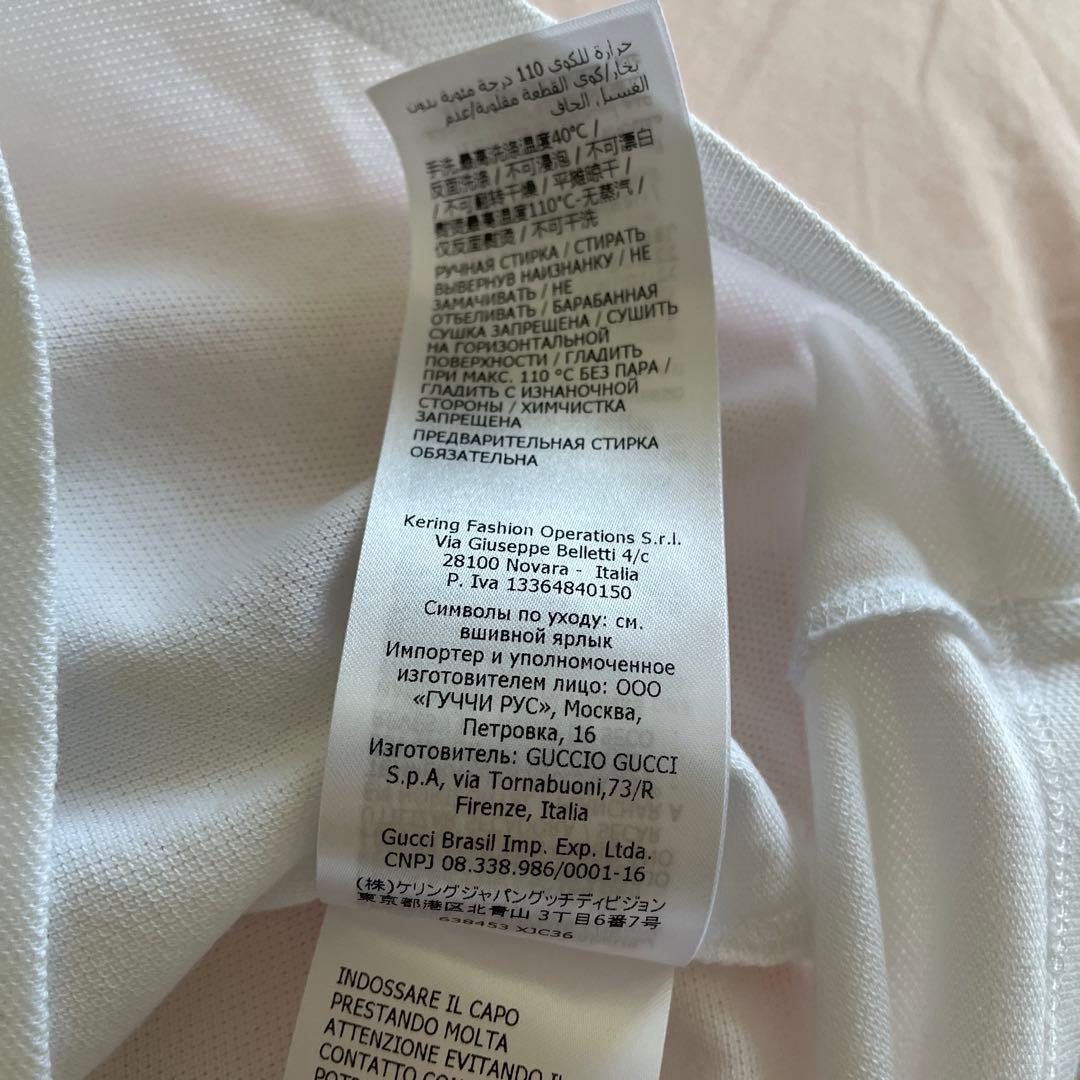 حرارة للكوي 110 درجة مئوية بدون
بخار/كوي القطعة مقلوبة/عدم
الغسيل الجاف
手洗 最高洗涤温度40°C /
反面洗涤 / 不可浸泡 / 不可漂白
/ 不可翻转干燥 / 平摊晾干 /
熨烫最高温度110°C-无蒸汽 /
仅反面熨烫 / 不可干洗
РУЧНАЯ СТИРКА / СТИРАТЬ
ВЫВЕРНУВ НАИЗНАНКУ / НЕ
ЗАМАЧИВАТЬ / НЕ
ОТБЕЛИВАТЬ / БАРАБАННАЯ
СУШКА ЗАПРЕЩЕНА / СУШИТЬ
НА ГОРИЗОНТАЛЬНОЙ
ПОВЕРХНОСТИ / ГЛАДИТЬ
ПРИ МАКС. 110 °C БЕЗ ПАРА /
ГЛАДИТЬ С ИЗНАНОЧНОЙ
СТОРОНЫ / ХИМЧИСТКА
ЗАПРЕЩЕНА
ПРЕДВАРИТЕЛЬНАЯ СТИРКА
ОБЯЗАТЕЛЬНА
Kering Fashion Operations S.r.l.
Via Giuseppe Belletti 4/c
28100 Novara - Italia
P. Iva 13364840150
Символы по уходу: см.
вшивной ярлык
Импортер и уполномоченное
изготовителем лицо: ООО
«ГУЧЧИ РУС», Москва,
Петровка, 16
Изготовитель: GUCCIO GUCCI
S.p.A, via Tornabuoni,73/R
Firenze, Italia
Gucci Brasil Imp. Exp. Ltda.
CNPJ 08.338.986/0001-16
(株)ケリングジャパングッチディビジョン
東京都港区北青山 3丁目6番7号
638453 XJC36
INDOSSARE IL CAPO
PRESTANDO MOLTA
ATTENZIONE EVITANDO IL
CONTATTO